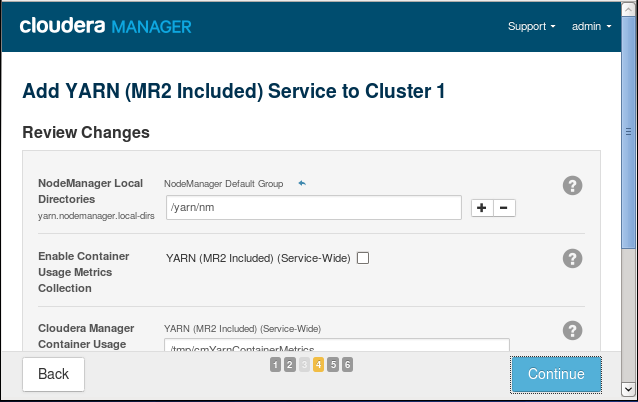 cloudera MANAGER
Support admin
Add YARN (MR2 Included) Service to Cluster 1
Review Changes
NodeManager Local Directories
yarn.nodemanager.local-dirs
NodeManager Default Group
/yarn/nm
+ −
?
Enable Container Usage Metrics Collection
YARN (MR2 Included) (Service-Wide)
?
Cloudera Manager Container Usage
YARN (MR2 Included) (Service-Wide)
/tmp/cmYarnContainerMetrics
?
Back
1 2 3 4 5 6
Continue